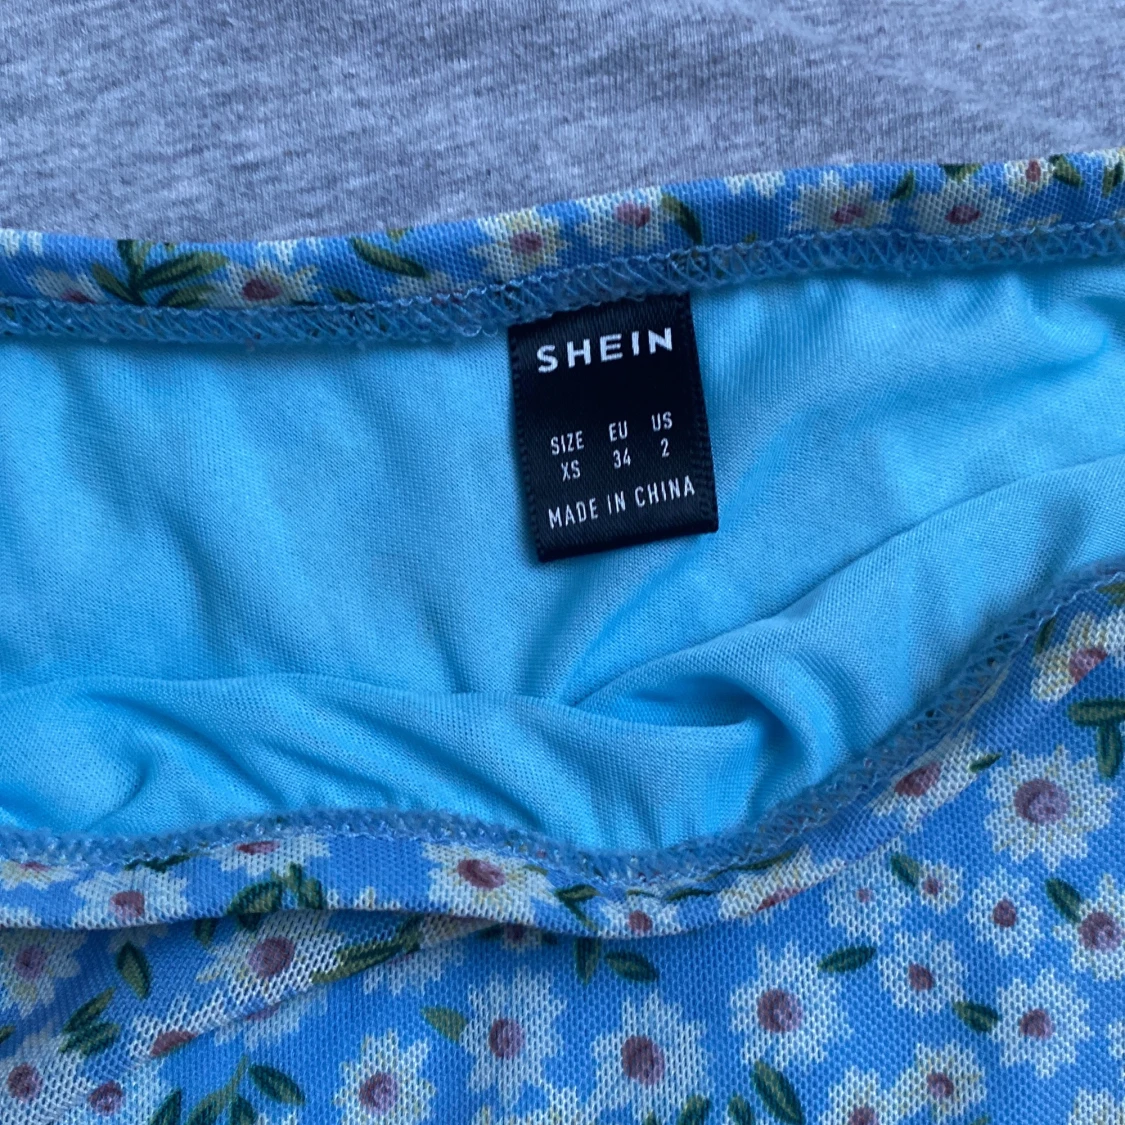 SHEIN
SIZE EU US
XS 34 2
MADE IN CHINA